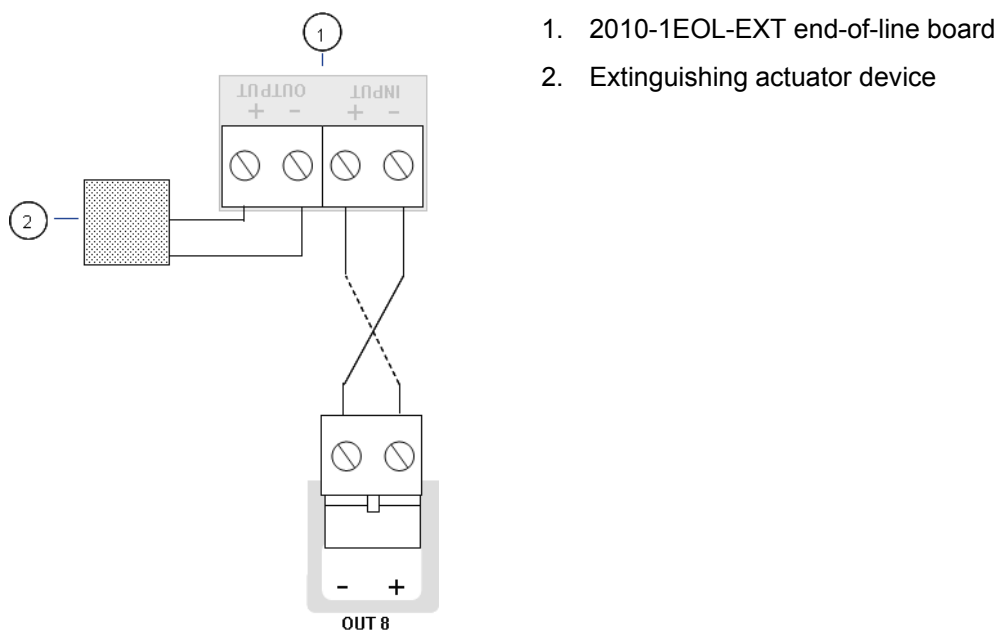 1
1. 2010-1EOL-EXT end-of-line board
2. Extinguishing actuator device
OUTPUT INPUT
+ - + -
2
- +
OUT 8